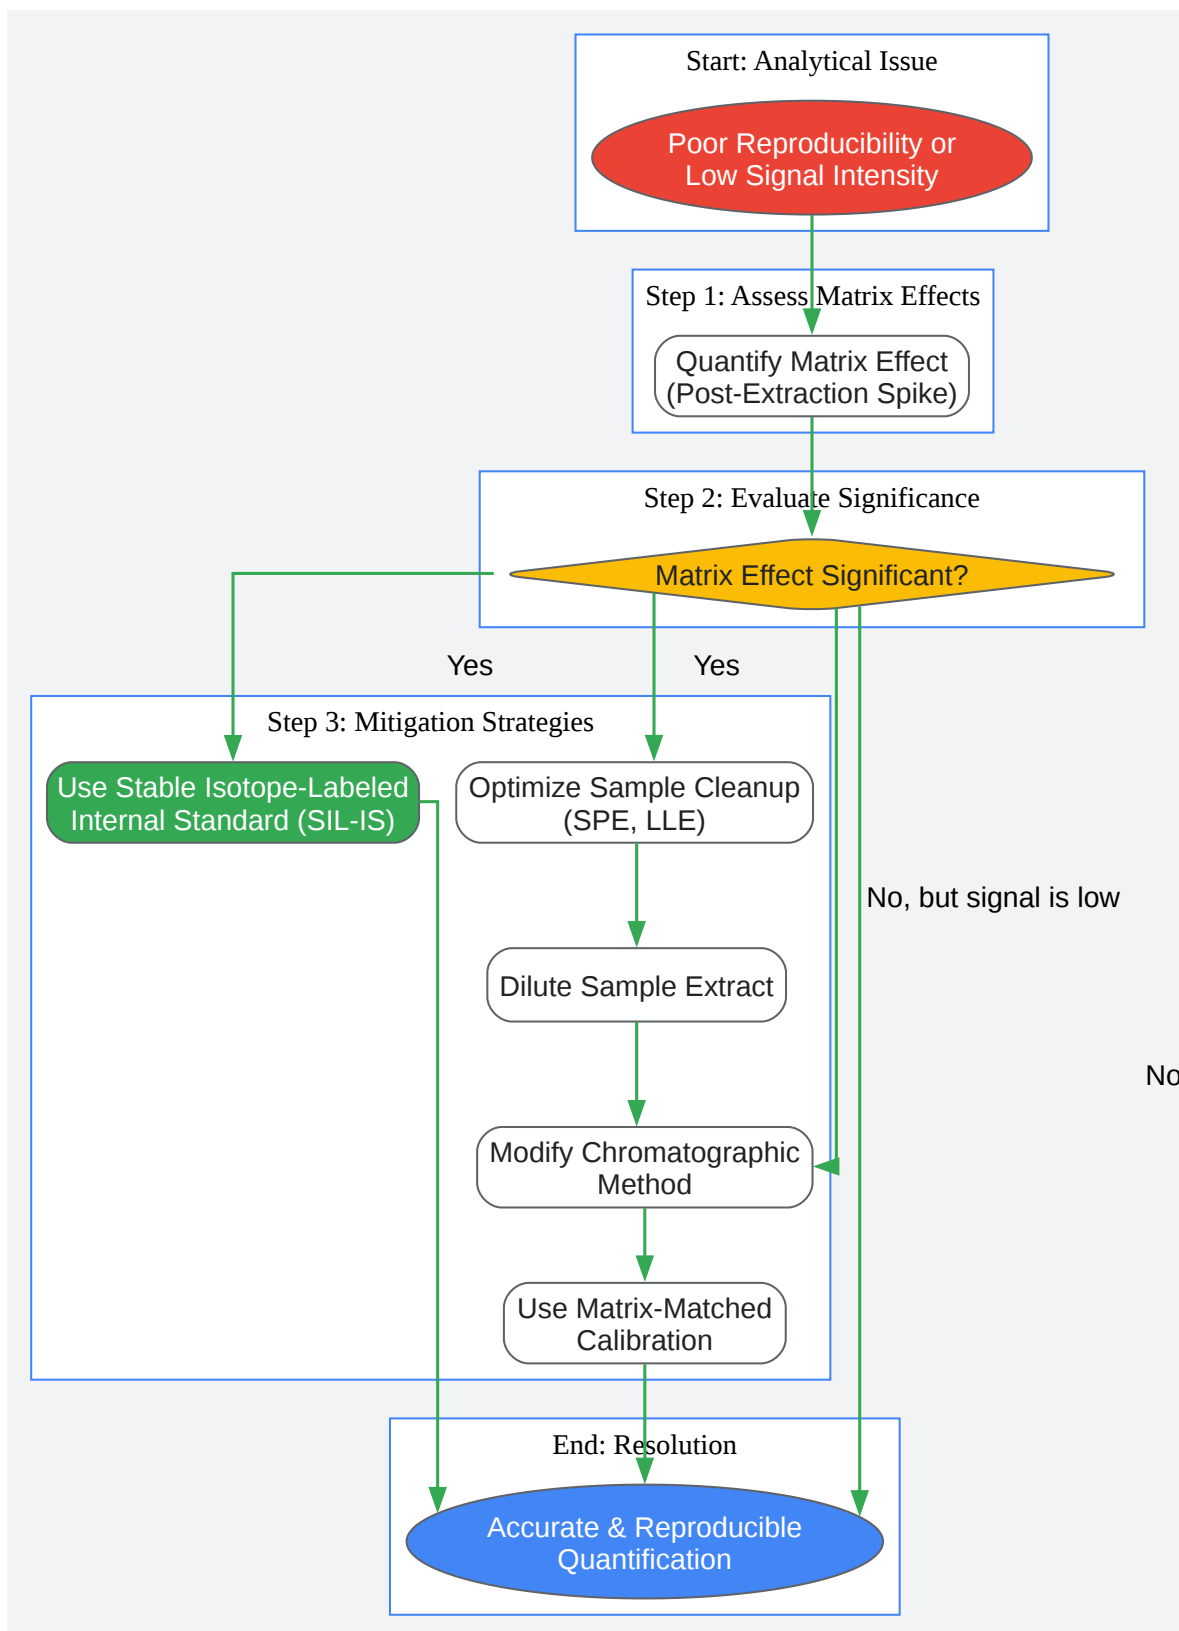 Start: Analytical Issue
Poor Reproducibility or
Low Signal Intensity
Step 1: Assess Matrix Effects
Quantify Matrix Effect
(Post-Extraction Spike)
Step 2: Evaluate Significance
Matrix Effect Significant?
Yes
Yes
Step 3: Mitigation Strategies
Use Stable Isotope-Labeled
Internal Standard (SIL-IS)
Optimize Sample Cleanup
(SPE, LLE)
No, but signal is low
Dilute Sample Extract
No
Modify Chromatographic
Method
Use Matrix-Matched
Calibration
End: Resolution
Accurate & Reproducible
Quantification